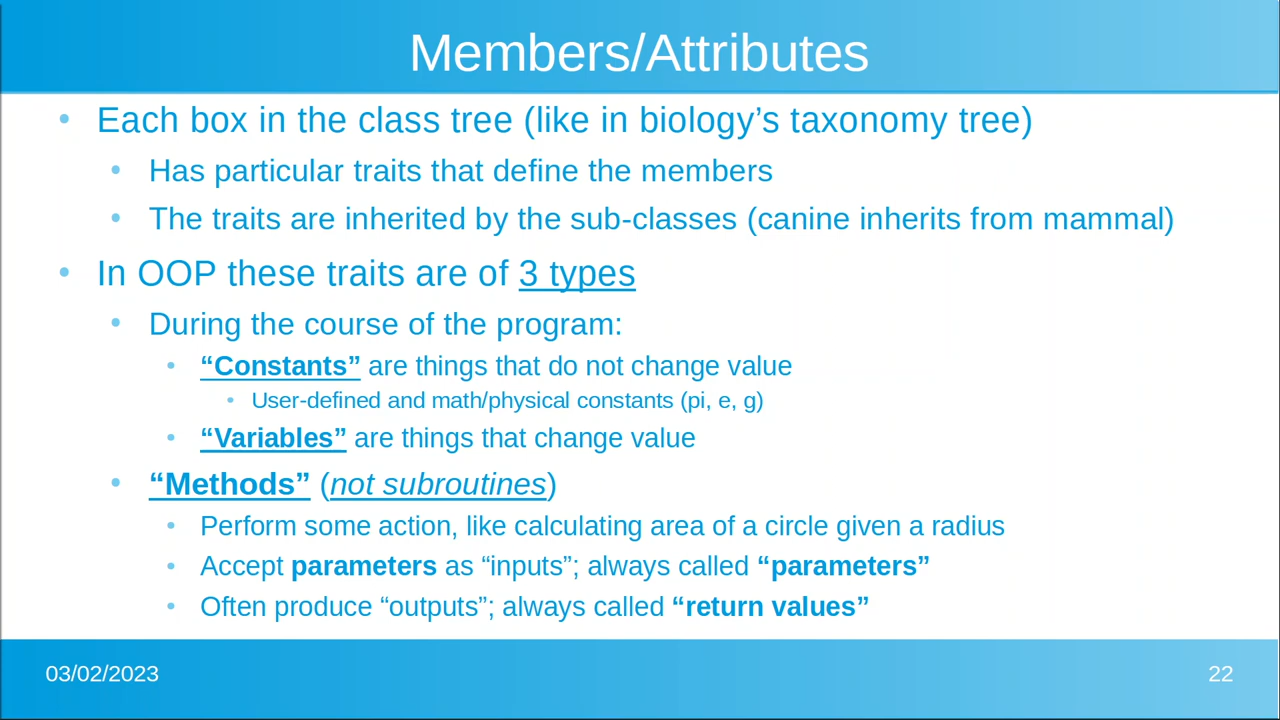 Members/Attributes
Each box in the class tree (like in biology’s taxonomy tree)
Has particular traits that define the members
The traits are inherited by the sub-classes (canine inherits from mammal)
In OOP these traits are of 3 types
During the course of the program:
“Constants” are things that do not change value
User-defined and math/physical constants (pi, e, g)
“Variables” are things that change value
“Methods” (not subroutines)
Perform some action, like calculating area of a circle given a radius
Accept parameters as “inputs”; always called “parameters”
Often produce “outputs”; always called “return values”
03/02/2023
22